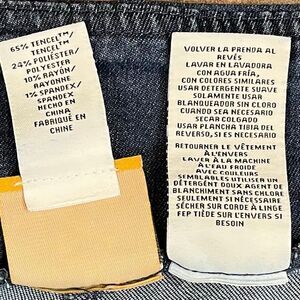 65% TENCEL™/
TENCEL™
24% POLIÉSTER/
POLYESTER
10% RAYÓN/
RAYONNE
1% SPANDEX/
SPANDEX
HECHO EN
CHINA
FABRIQUÉ EN
CHINE
VOLVER LA PRENDA AL
REVÉS
LAVAR EN LAVADORA
CON AGUA FRÍA,
CON COLORES SIMILARES
USAR DETERGENTE SUAVE
SOLAMENTE USAR
BLANQUEADOR SIN CLORO
CUANDO SEA NECESARIO
SECAR COLGADO
USAR PLANCHA TIBIA DEL
REVERSO, SI ES NECESARIO
RETOURNER LE VÊTEMENT
À L'ENVERS
LAVER À LA MACHINE
À L'EAU FROIDE
AVEC COULEURS
SEMBLABLES UTILISER UN
DÉTERGENT DOUX AGENT DE
BLANCHIMENT SANS CHLORE
SEULEMENT SI NÉCESSAIRE
SÉCHER SUR CORDE À LINGE
FEP TIÈDE SUR L'ENVERS SI
BESOIN